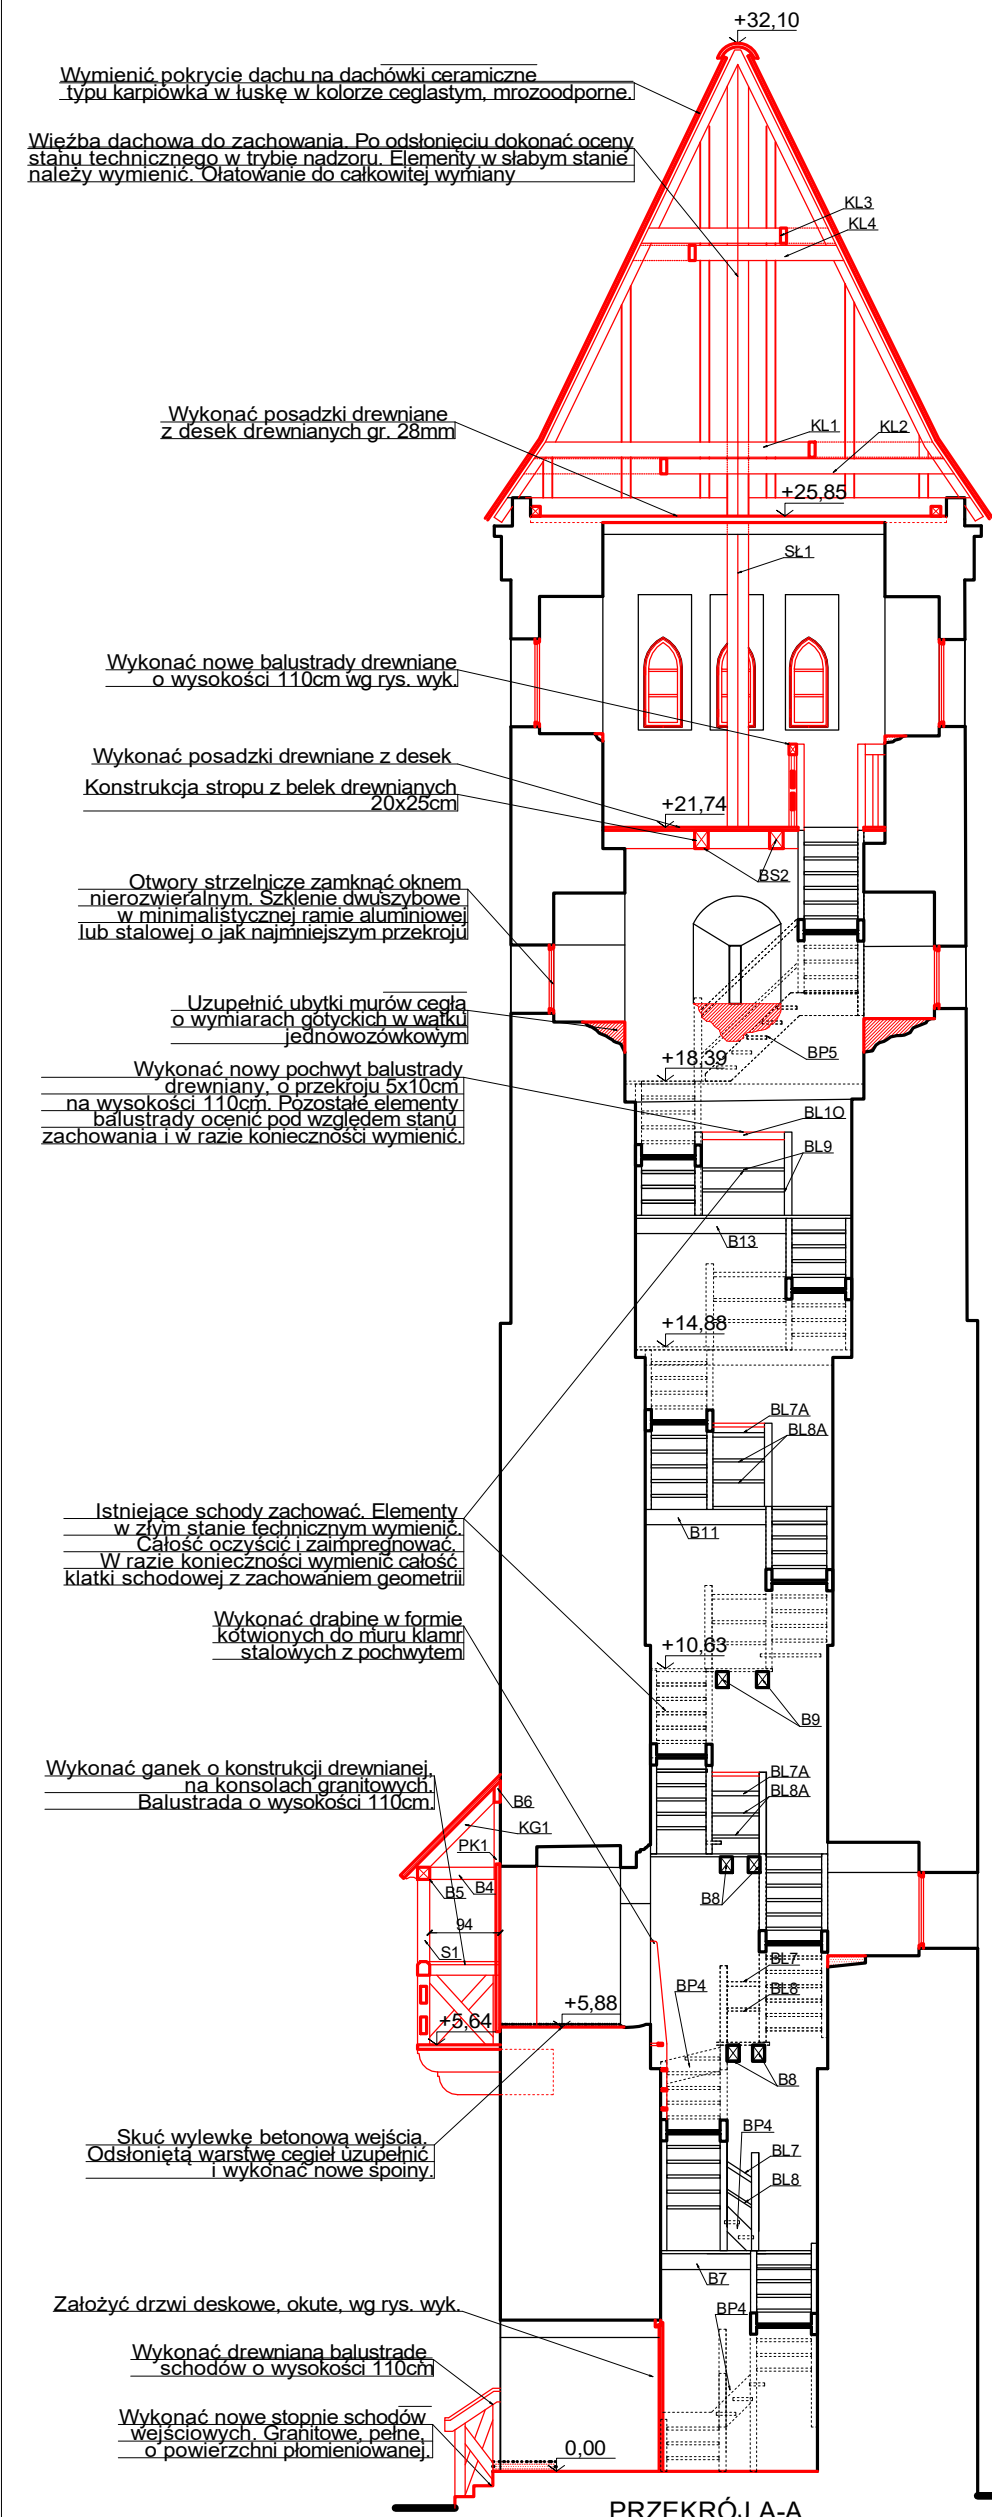 +32,10
Wymienić pokrycie dachu na dachówki ceramiczne
typu karpiówka w łuskę w kolorze ceglastym, mrozoodporne.
Więźba dachowa do zachowania. Po odsłonięciu dokonać oceny
stanu technicznego w trybie nadzoru. Elementy w słabym stanie
należy wymienić. Ołatowanie do całkowitej wymiany
KL3
KL4
Wykonać posadzki drewniane
z desek drewnianych gr. 28mm
KL1
KL2
+25,85
SŁ1
Wykonać nowe balustrady drewniane
o wysokości 110cm wg rys. wyk.
Wykonać posadzki drewniane z desek
Konstrukcja stropu z belek drewnianych
20x25cm
+21,74
BS2
Otwory strzelnicze zamknąć oknem
nierozwieralnym. Szklenie dwuszybowe
w minimalistycznej ramie aluminiowej
lub stalowej o jak najmniejszym przekroju
Uzupełnić ubytki murów cegłą
o wymiarach gotyckich w wątku
jednowozówkowym
BP5
+18,39
Wykonać nowy pochwyt balustrady
drewniany, o przekroju 5x10cm
na wysokości 110cm. Pozostałe elementy
balustrady ocenić pod względem stanu
zachowania i w razie konieczności wymienić.
BL1O
BL9
B13
+14,88
BL7A
BL8A
Istniejące schody zachować. Elementy
w złym stanie technicznym wymienić.
Całość oczyścić i zaimpregnować.
W razie konieczności wymienić całość
klatki schodowej z zachowaniem geometrii
B11
Wykonać drabinę w formie
kotwionych do muru klamr
stalowych z pochwytem
+10,63
B9
Wykonać ganek o konstrukcji drewnianej,
na konsolach granitowych.
Balustrada o wysokości 110cm.
BL7A
BL8A
B6
KG1
PK1
B5
B4
B8
94
S1
BL7
BP4
BL8
+5,88
+5,64
B8
Skuć wylewkę betonową wejścia.
Odsłoniętą warstwę cegieł uzupełnić
i wykonać nowe spoiny.
BP4
BL7
BL8
B7
Założyć drzwi deskowe, okute, wg rys. wyk.
BP4
Wykonać drewnianą balustradę
schodów o wysokości 110cm
Wykonać nowe stopnie schodów
wejściowych. Granitowe, pełne,
o powierzchni płomieniowanej.
0,00
PRZEKRÓJ A-A